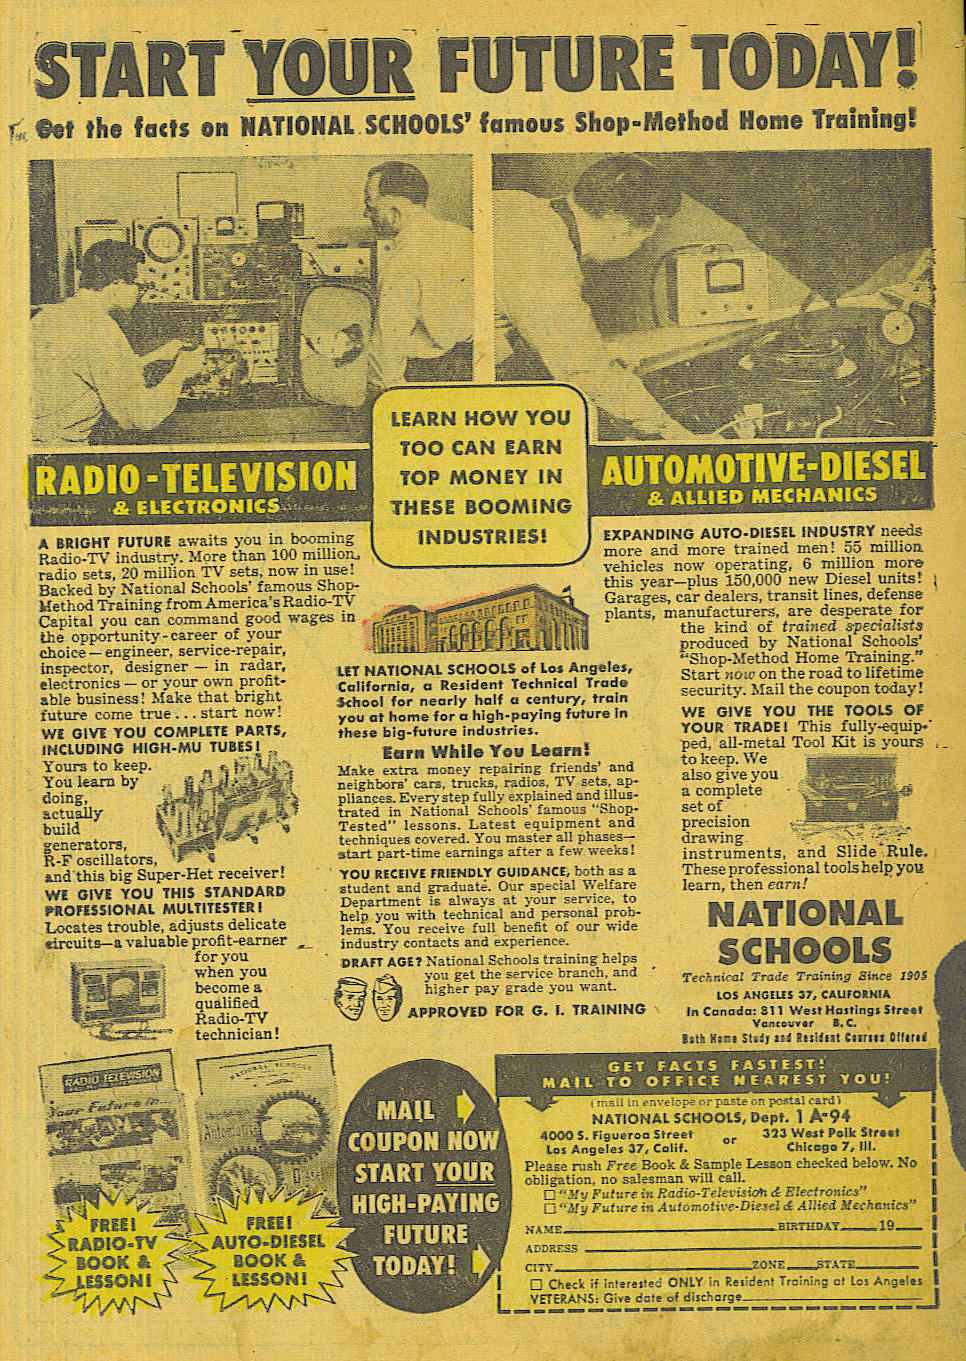 START YOUR FUTURE TODAY!
Get the facts on NATIONAL SCHOOLS' famous Shop-Method Home Training!
LEARN HOW YOU
TOO CAN EARN
TOP MONEY IN
THESE BOOMING
INDUSTRIES!
RADIO-TELEVISION
& ELECTRONICS
A BRIGHT FUTURE awaits you in booming
Radio-TV industry. More than 100 million
radio sets, 20 million TV sets, now in use!
Backed by National Schools' famous Shop-
Method Training from America's Radio-TV
Capital you can command good wages in
the opportunity-career of your
choice—engineer, service-repair,
inspector, designer — in radar,
electronics — or your own profit-
able business! Make that bright
future come true . . . start now!
WE GIVE YOU COMPLETE PARTS,
INCLUDING HIGH-MU TUBES!
Yours to keep.
You learn by
doing,
actually
build
generators,
R-F oscillators,
and this big Super-Het receiver!
WE GIVE YOU THIS STANDARD
PROFESSIONAL MULTITESTER!
Locates trouble, adjusts delicate
circuits—a valuable profit-earner
for you
when you
become a
qualified
Radio-TV
technician!
LET NATIONAL SCHOOLS of Los Angeles,
California, a Resident Technical Trade
School for nearly half a century, train
you at home for a high-paying future in
these big-future industries.
Earn While You Learn!
Make extra money repairing friends' and
neighbors' cars, trucks, radios, TV sets, ap-
pliances. Every step fully explained and illus-
trated in National Schools' famous "Shop-
Tested" lessons. Latest equipment and
techniques covered. You master all phases—
start part-time earnings after a few weeks!
YOU RECEIVE FRIENDLY GUIDANCE, both as a
student and graduate. Our special Welfare
Department is always at your service, to
help you with technical and personal prob-
lems. You receive full benefit of our wide
industry contacts and experience.
DRAFT AGE? National Schools training helps
you get the service branch, and
higher pay grade you want.
APPROVED FOR G. I. TRAINING
AUTOMOTIVE-DIESEL
& ALLIED MECHANICS
EXPANDING AUTO-DIESEL INDUSTRY needs
more and more trained men! 55 million
vehicles now operating, 6 million more
this year—plus 150,000 new Diesel units!
Garages, car dealers, transit lines, defense
plants, manufacturers, are desperate for
the kind of trained specialists
produced by National Schools'
"Shop-Method Home Training."
Start now on the road to lifetime
security. Mail the coupon today!
WE GIVE YOU THE TOOLS OF
YOUR TRADE! This fully-equip-
ped, all-metal Tool Kit is yours
to keep. We
also give you
a complete
set of
precision
drawing
instruments, and Slide Rule.
These professional tools help you
learn, then earn!
NATIONAL
SCHOOLS
Technical Trade Training Since 1905
LOS ANGELES 37, CALIFORNIA
In Canada: 811 West Hastings Street
Vancouver B. C.
Both Home Study and Resident Courses Offered
RADIO TELEVISION
Your Future in...
NATIONAL SCHOOLS
Automotive
Diesel
FREE!
RADIO-TV
BOOK &
LESSON!
FREE!
AUTO-DIESEL
BOOK &
LESSON!
MAIL
COUPON NOW
START YOUR
HIGH-PAYING
FUTURE
TODAY!
GET FACTS FASTEST!
MAIL TO OFFICE NEAREST YOU!
(mail in envelope or paste on postal card)
NATIONAL SCHOOLS, Dept. 1 A-94
4000 S. Figueroa Street or 323 West Polk Street
Los Angeles 37, Calif. Chicago 7, Ill.
Please rush Free Book & Sample Lesson checked below. No
obligation, no salesman will call.
☐ "My Future in Radio-Television & Electronics"
☐ "My Future in Automotive-Diesel & Allied Mechanics"
NAME BIRTHDAY 19
ADDRESS
CITY ZONE STATE
☐ Check if interested ONLY in Resident Training at Los Angeles
VETERANS: Give date of discharge